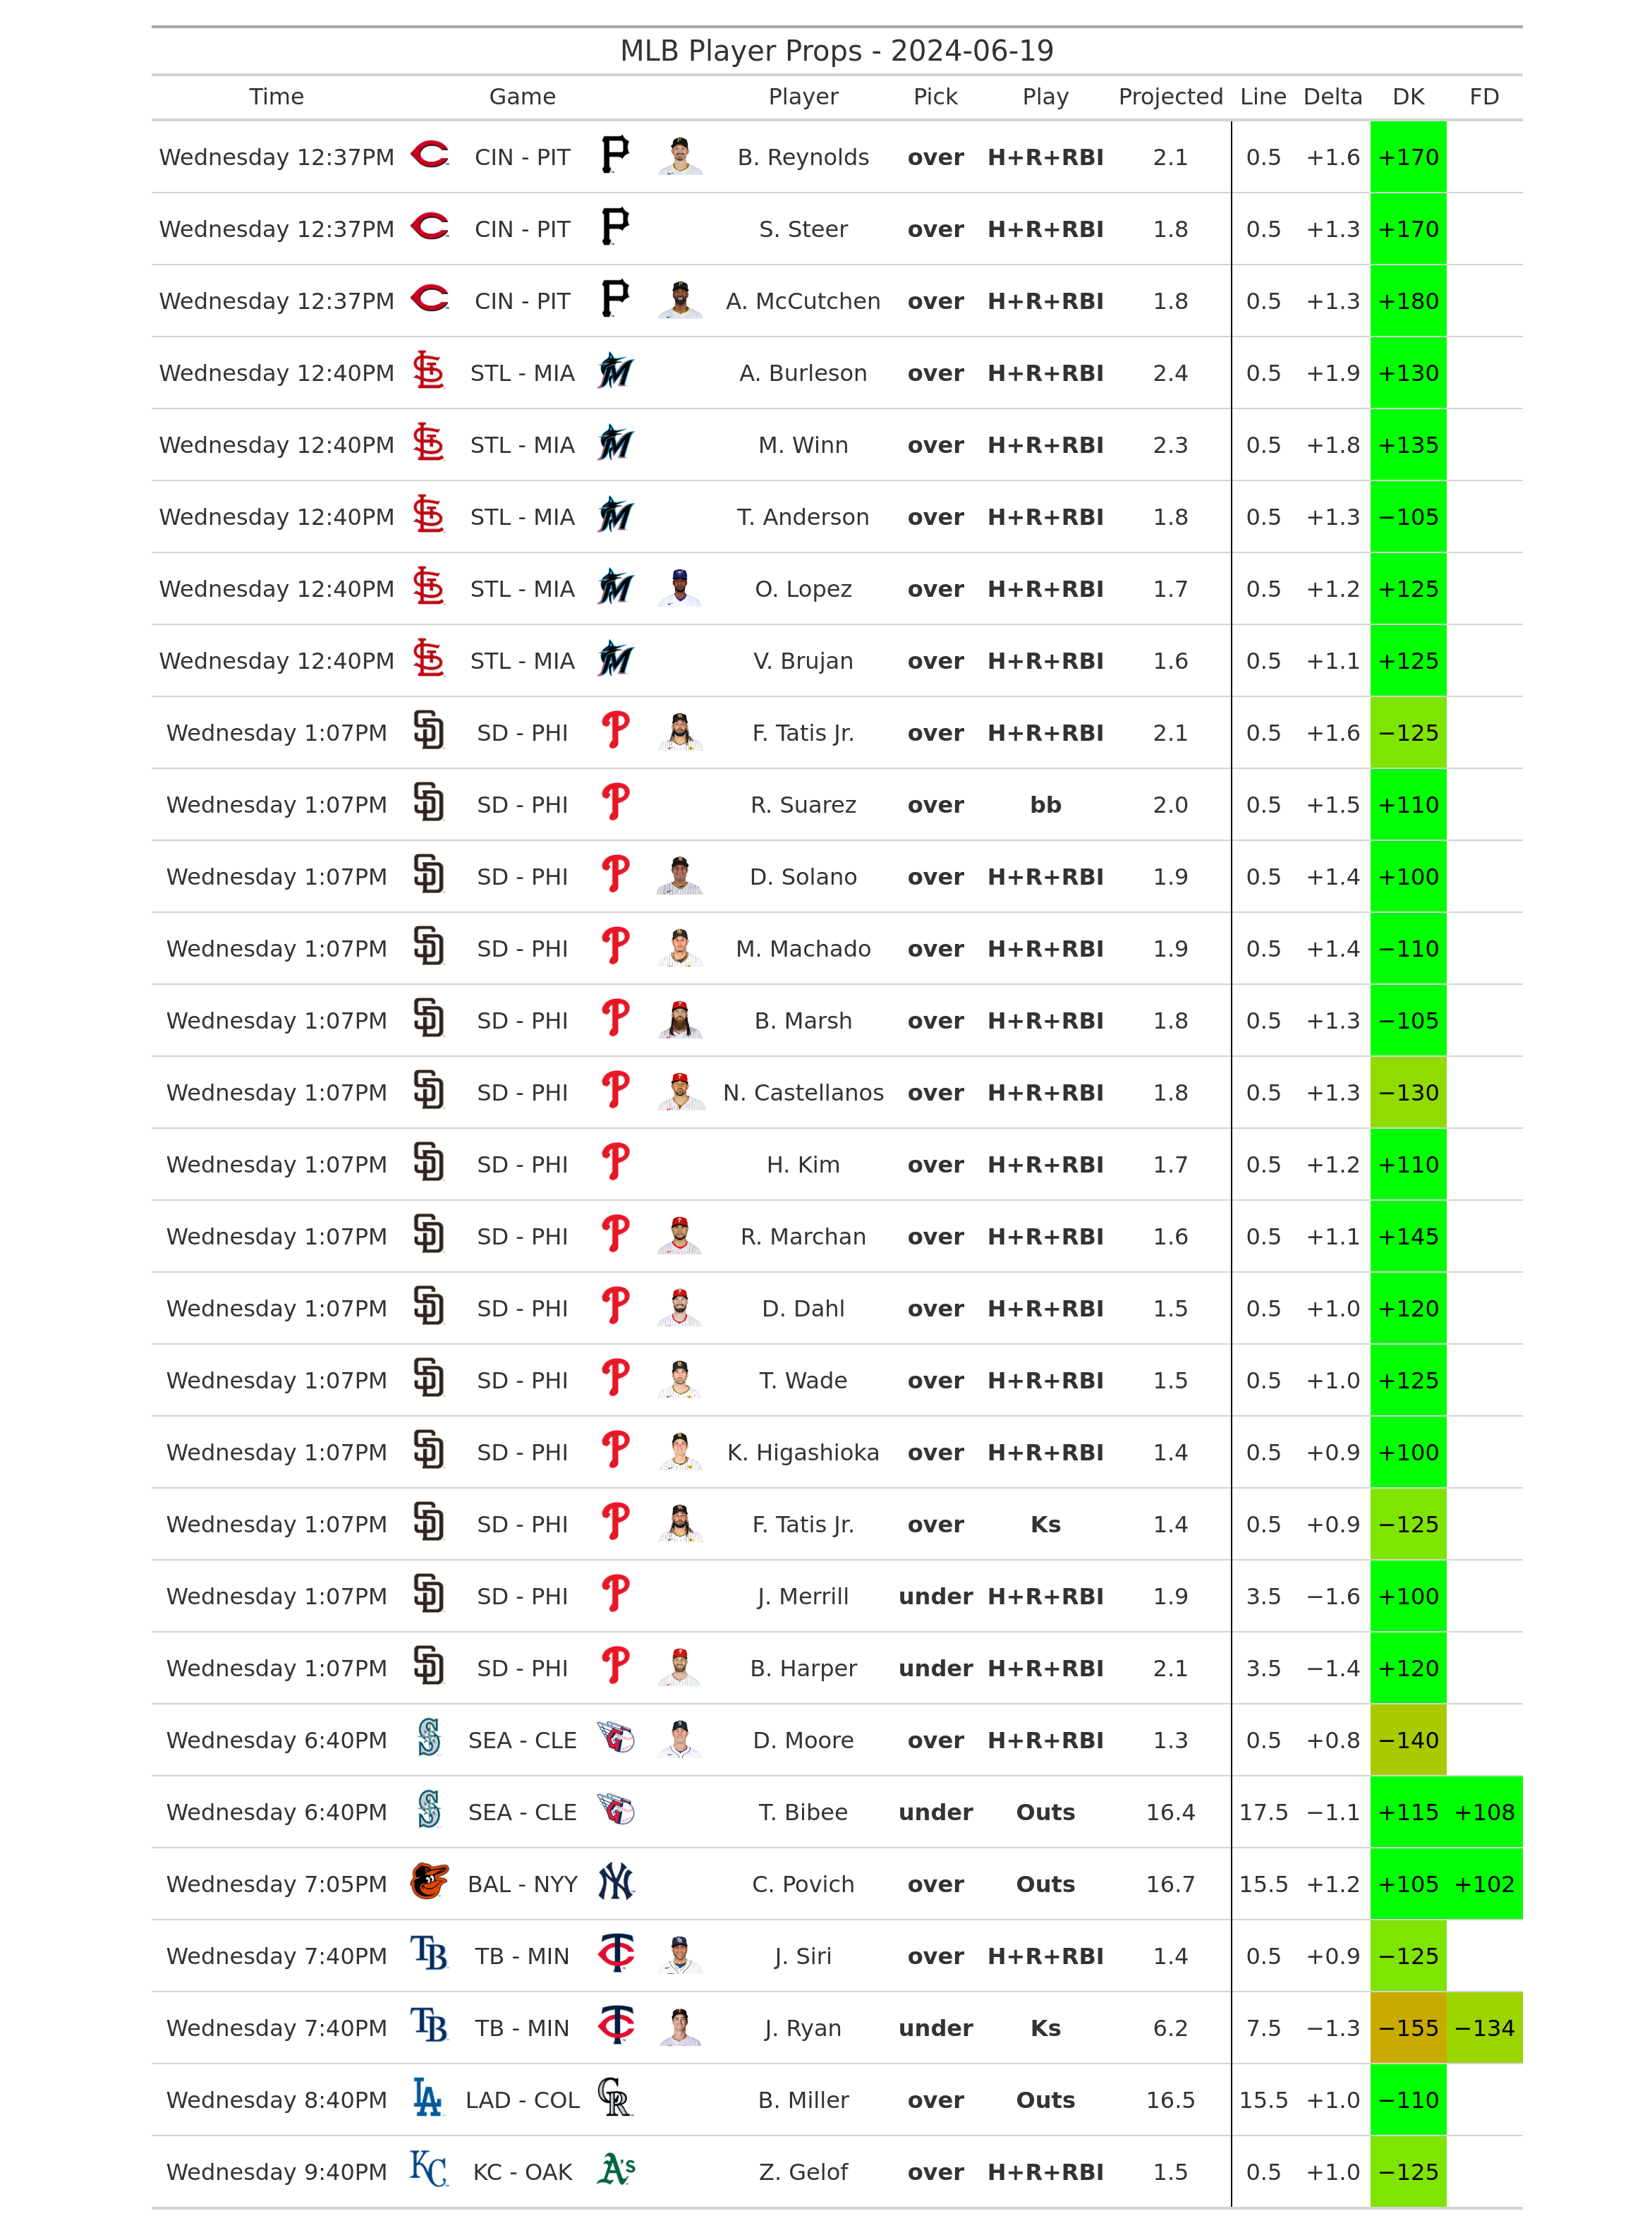 MLB Player Props - 2024-06-19
Time Game Player Pick Play Projected Line Delta DK FD
Wednesday 12:37PM CIN - PIT B. Reynolds over H+R+RBI 2.1 0.5 +1.6 +170
Wednesday 12:37PM CIN - PIT S. Steer over H+R+RBI 1.8 0.5 +1.3 +170
Wednesday 12:37PM CIN - PIT A. McCutchen over H+R+RBI 1.8 0.5 +1.3 +180
Wednesday 12:40PM STL - MIA A. Burleson over H+R+RBI 2.4 0.5 +1.9 +130
Wednesday 12:40PM STL - MIA M. Winn over H+R+RBI 2.3 0.5 +1.8 +135
Wednesday 12:40PM STL - MIA T. Anderson over H+R+RBI 1.8 0.5 +1.3 −105
Wednesday 12:40PM STL - MIA O. Lopez over H+R+RBI 1.7 0.5 +1.2 +125
Wednesday 12:40PM STL - MIA V. Brujan over H+R+RBI 1.6 0.5 +1.1 +125
Wednesday 1:07PM SD - PHI F. Tatis Jr. over H+R+RBI 2.1 0.5 +1.6 −125
Wednesday 1:07PM SD - PHI R. Suarez over bb 2.0 0.5 +1.5 +110
Wednesday 1:07PM SD - PHI D. Solano over H+R+RBI 1.9 0.5 +1.4 +100
Wednesday 1:07PM SD - PHI M. Machado over H+R+RBI 1.9 0.5 +1.4 −110
Wednesday 1:07PM SD - PHI B. Marsh over H+R+RBI 1.8 0.5 +1.3 −105
Wednesday 1:07PM SD - PHI N. Castellanos over H+R+RBI 1.8 0.5 +1.3 −130
Wednesday 1:07PM SD - PHI H. Kim over H+R+RBI 1.7 0.5 +1.2 +110
Wednesday 1:07PM SD - PHI R. Marchan over H+R+RBI 1.6 0.5 +1.1 +145
Wednesday 1:07PM SD - PHI D. Dahl over H+R+RBI 1.5 0.5 +1.0 +120
Wednesday 1:07PM SD - PHI T. Wade over H+R+RBI 1.5 0.5 +1.0 +125
Wednesday 1:07PM SD - PHI K. Higashioka over H+R+RBI 1.4 0.5 +0.9 +100
Wednesday 1:07PM SD - PHI F. Tatis Jr. over Ks 1.4 0.5 +0.9 −125
Wednesday 1:07PM SD - PHI J. Merrill under H+R+RBI 1.9 3.5 −1.6 +100
Wednesday 1:07PM SD - PHI B. Harper under H+R+RBI 2.1 3.5 −1.4 +120
Wednesday 6:40PM SEA - CLE D. Moore over H+R+RBI 1.3 0.5 +0.8 −140
Wednesday 6:40PM SEA - CLE T. Bibee under Outs 16.4 17.5 −1.1 +115 +108
Wednesday 7:05PM BAL - NYY C. Povich over Outs 16.7 15.5 +1.2 +105 +102
Wednesday 7:40PM TB - MIN J. Siri over H+R+RBI 1.4 0.5 +0.9 −125
Wednesday 7:40PM TB - MIN J. Ryan under Ks 6.2 7.5 −1.3 −155 −134
Wednesday 8:40PM LAD - COL B. Miller over Outs 16.5 15.5 +1.0 −110
Wednesday 9:40PM KC - OAK Z. Gelof over H+R+RBI 1.5 0.5 +1.0 −125